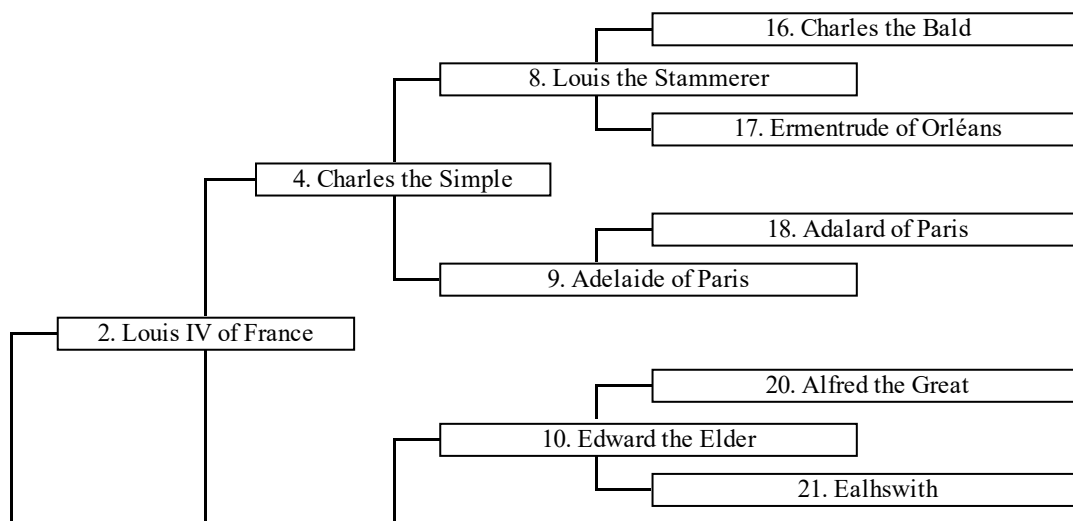 16. Charles the Bald
8. Louis the Stammerer
17. Ermentrude of Orléans
4. Charles the Simple
18. Adalard of Paris
9. Adelaide of Paris
2. Louis IV of France
20. Alfred the Great
10. Edward the Elder
21. Ealhswith